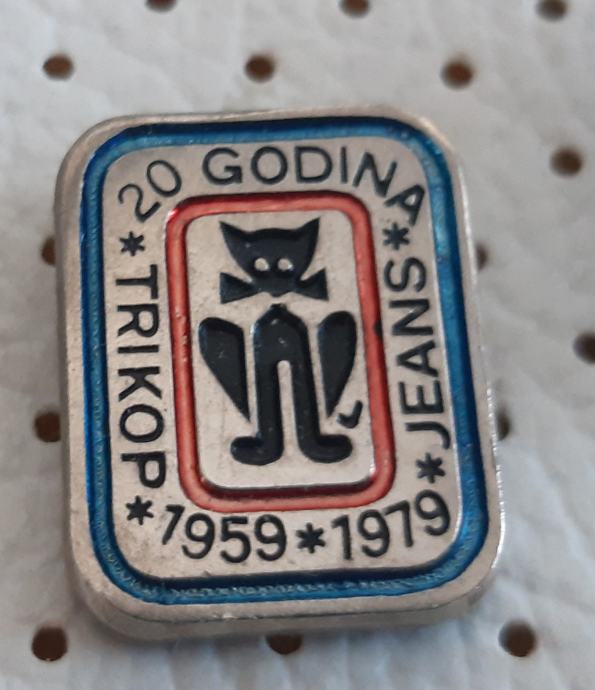 20 GODINA
* JEANS *
1959 * 1979
* TRIKOP *